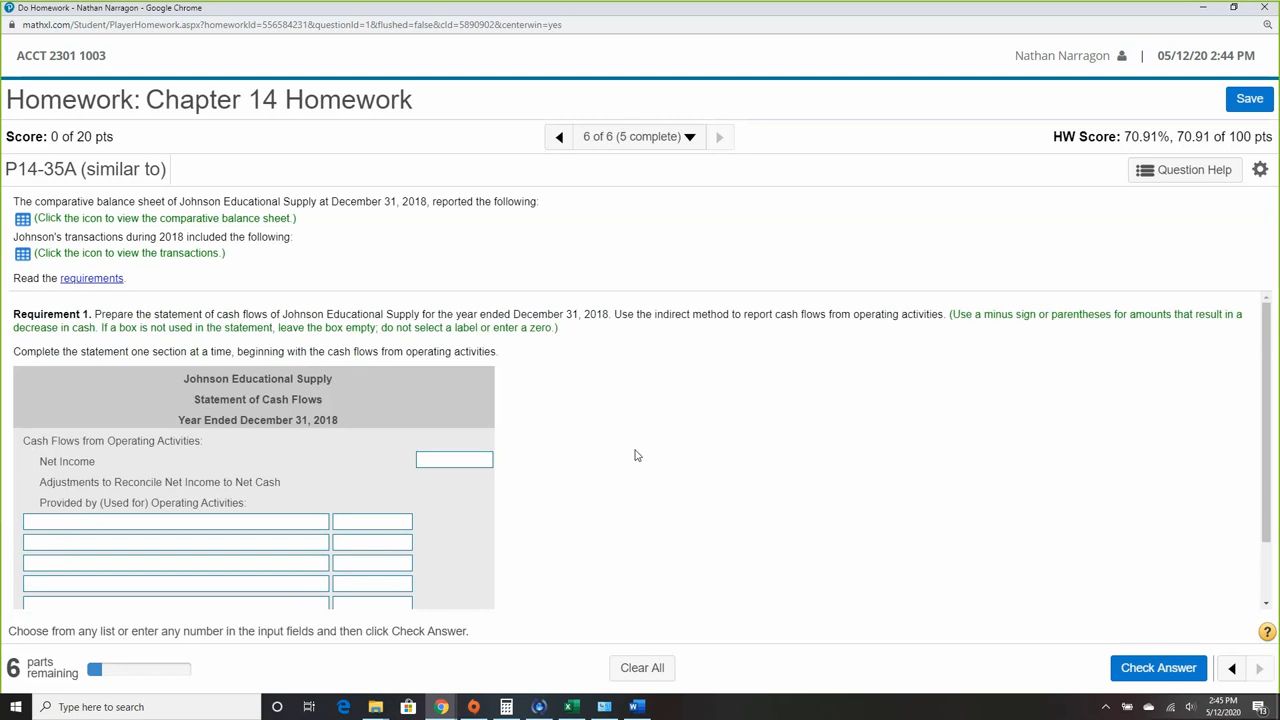 Do Homework - Nathan Narragon - Google Chrome
mathxl.com/Student/PlayerHomework.aspx?homeworkId=556584231&questionId=1&flushed=false&cId=5890902&centerwin=yes
ACCT 2301 1003
Nathan Narragon | 05/12/20 2:44 PM
Homework: Chapter 14 Homework
Save
Score: 0 of 20 pts
6 of 6 (5 complete)
HW Score: 70.91%, 70.91 of 100 pts
P14-35A (similar to)
Question Help
The comparative balance sheet of Johnson Educational Supply at December 31, 2018, reported the following:
(Click the icon to view the comparative balance sheet.)
Johnson's transactions during 2018 included the following:
(Click the icon to view the transactions.)
Read the requirements.
Requirement 1. Prepare the statement of cash flows of Johnson Educational Supply for the year ended December 31, 2018. Use the indirect method to report cash flows from operating activities. (Use a minus sign or parentheses for amounts that result in a
decrease in cash. If a box is not used in the statement, leave the box empty; do not select a label or enter a zero.)
Complete the statement one section at a time, beginning with the cash flows from operating activities.
Johnson Educational Supply
Statement of Cash Flows
Year Ended December 31, 2018
Cash Flows from Operating Activities:
Net Income
Adjustments to Reconcile Net Income to Net Cash
Provided by (Used for) Operating Activities:
Choose from any list or enter any number in the input fields and then click Check Answer.
?
6 parts
remaining
Clear All
Check Answer
Type here to search
2:45 PM
5/12/2020
13